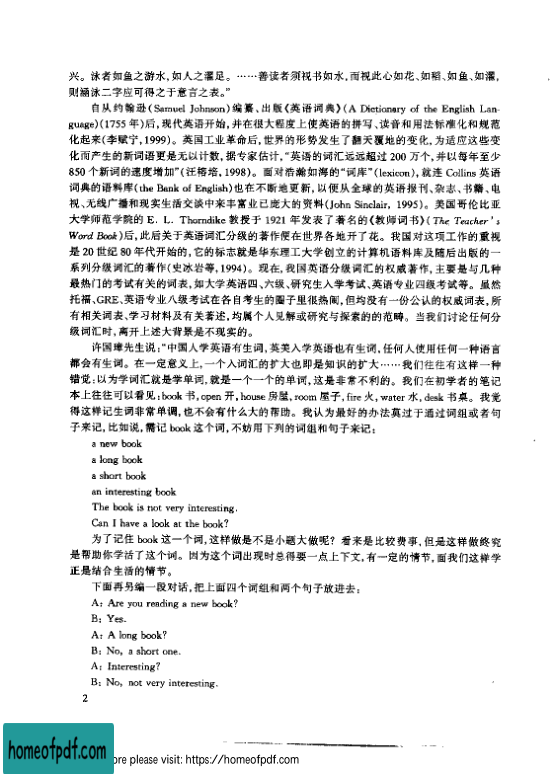 兴。泳者如鱼之游水,如人之濯足。……善读者须视书如水,而视此心如花、如稻、如鱼、如濯,
则涵泳二字应可得之于意言之表。”
自从约翰逊(Samuel Johnson)编纂、出版《英语词典》(A Dictionary of the English Lan-
guage)(1755年)后,现代英语开始,并在很大程度上使英语的拼写、读音和用法标准化和规范
化起来(李赋宁,1999)。英国工业革命后,世界的形势发生了翻天覆地的变化,为适应这些变
化而产生的新词语更是无以计数,据专家估计,“英语的词汇远远超过200万个,并以每年至少
850个新词的速度增加”(汪榕培,1998)。面对浩瀚如海的“词库”(lexicon),就连Collins英语
词典的语料库(the Bank of English)也在不断地更新,以便从全球的英语报刊、杂志、书籍、电
视、无线广播和现实生活交谈中来丰富业已庞大的资料(John Sinclair, 1995)。美国哥伦比亚
大学师范学院的E. L. Thorndike教授于1921年发表了著名的《教师词书》(The Teacher's
Word Book)后,此后关于英语词汇分级的著作便在世界各地开了花。我国对这项工作的重视
是20世纪80年代开始的,它的标志就是华东理工大学创立的计算机语料库及随后出版的一
系列分级词汇的著作(史冰岩等,1994)。现在,我国英语分级词汇的权威著作,主要是与几种
最热门的考试有关的词表,如大学英语四、六级、研究生入学考试、英语专业四级考试等。虽然
托福、GRE、英语专业八级考试在各自考生的圈子里很热闹,但均没有一份公认的权威词表,所
有相关词表、学习材料及有关著述,均属个人见解或研究与探索的的范畴。当我们讨论任何分
级词汇时,离开上述大背景是不现实的。
许国璋先生说:“中国人学英语有生词,英美人学英语也有生词,任何人使用任何一种语言
都会有生词。在一定意义上,一个人词汇的扩大也即是知识的扩大……我们往往有这样一种
错觉:以为学词汇就是学单词,就是一个一个的单词,这是非常不利的。我们在初学者的笔记
本上往往可以看见:book书,open开,house房屋,room屋子,fire火,water水,desk书桌。我觉
得这样记生词非常单调,也不会有什么大的帮助。我认为最好的办法莫过于通过词组或者句
子来记,比如说,需记book这个词,不妨用下列的词组和句子来记:
a new book
a long book
a short book
an interesting book
The book is not very interesting.
Can I have a look at the book?
为了记住book这一个词,这样做是不是小题大做呢?看来是比较费事,但是这样做终究
是帮助你学活了这个词。因为这个词出现时总得要一点上下文,有一定的情节,而我们这样学
正是结合生活的情节。
下面再另编一段对话,把上面四个词组和两个句子放进去:
A: Are you reading a new book?
B: Yes.
A: A long book?
B: No, a short one.
A: Interesting?
B: No, not very interesting.
2
homeofpdf.com
ore please visit: https://homeofpdf.com